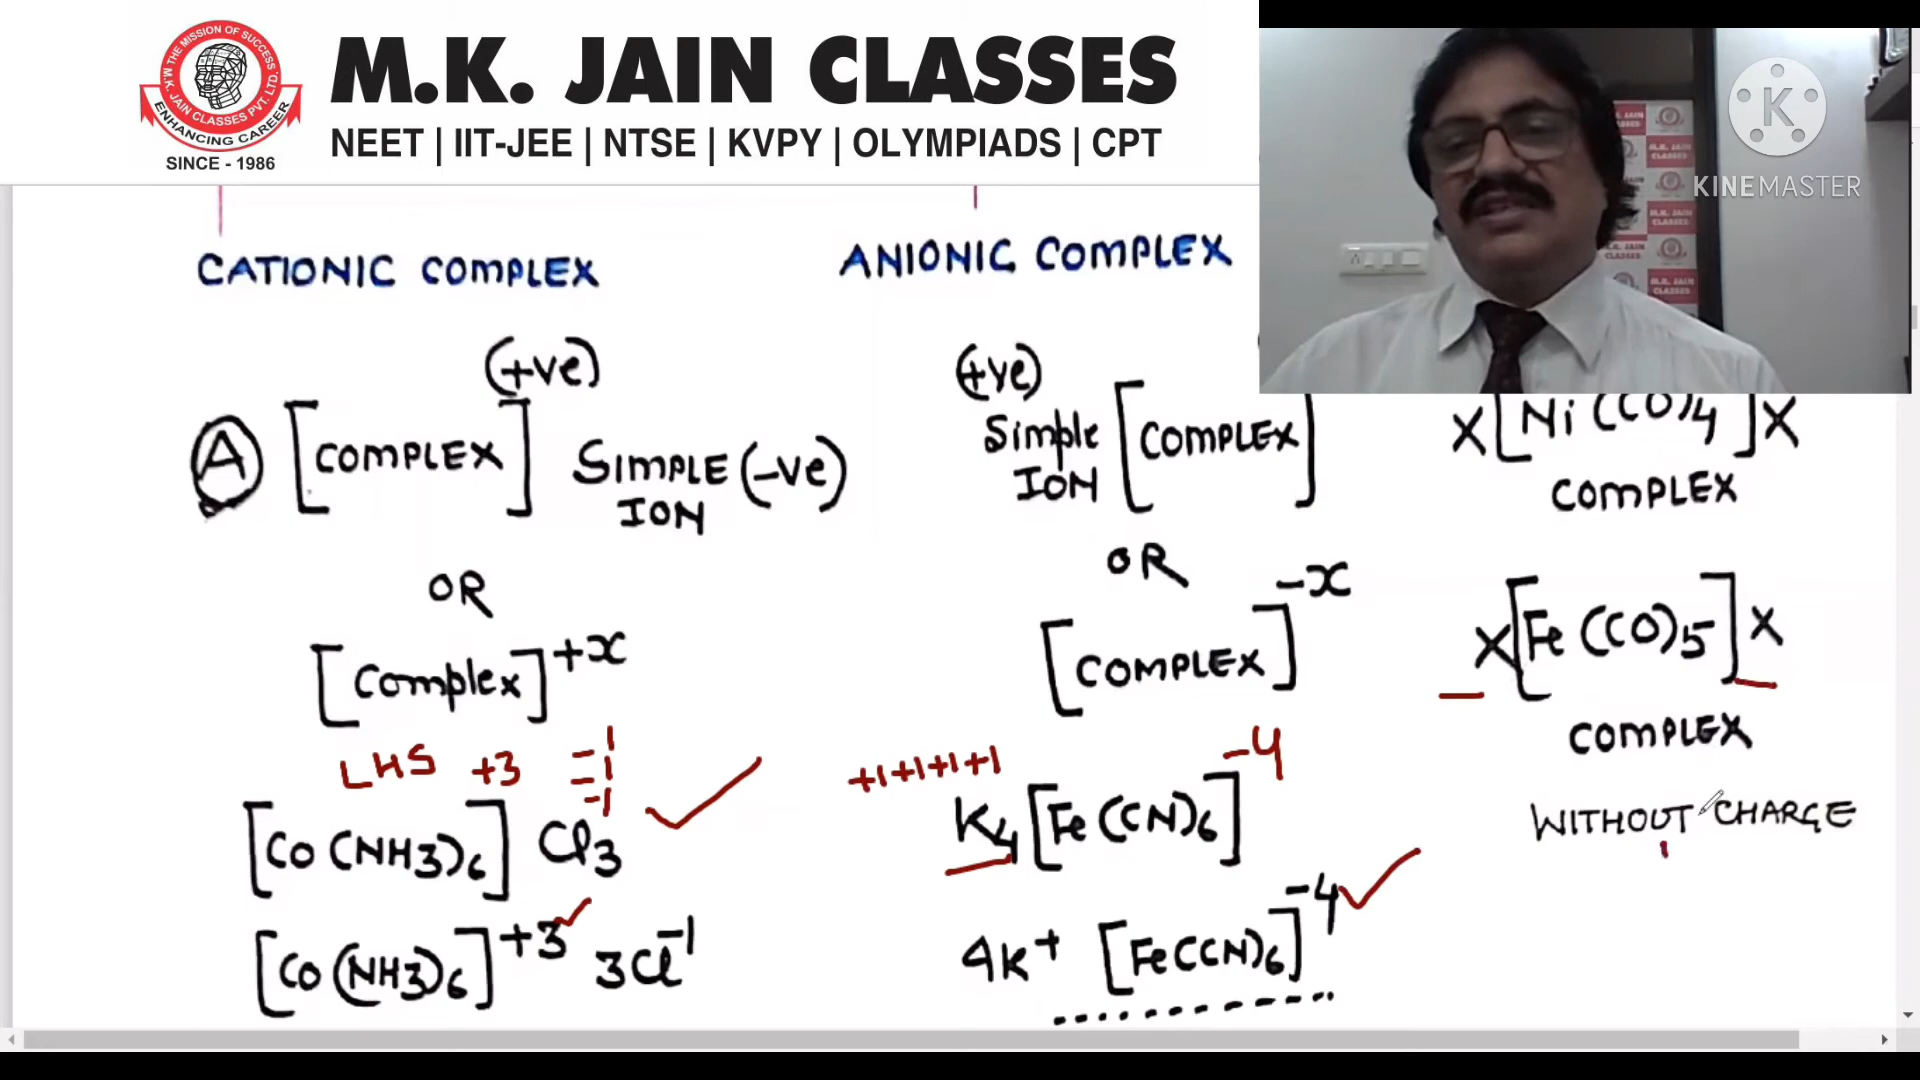 THE MISSION OF SUCCESS
THE M.K. JAIN CLASSES PVT. LTD.
ENHANCING CAREER
SINCE - 1986
M.K. JAIN CLASSES
NEET | IIT-JEE | NTSE | KVPY | OLYMPIADS | CPT
K
KINEMASTER
CATIONIC COMPLEX
(+ve)
A [COMPLEX] SIMPLE ION (-ve)
OR
[Complex]+x
LHS +3 -1 -1 -1
[CO (NH3)6] Cl3
[CO (NH3)6]+3 3Cl-1
ANIONIC COMPLEX
(+ve)
Simple ION [COMPLEX]
OR
[COMPLEX]-x
+1+1+1+1 -4
K4 [Fe (CN)6]
4K+ [Fe(CN)6]-4
X[Ni (CO)4]X
COMPLEX
X[Fe (CO)5]X
COMPLEX
WITHOUT CHARGE